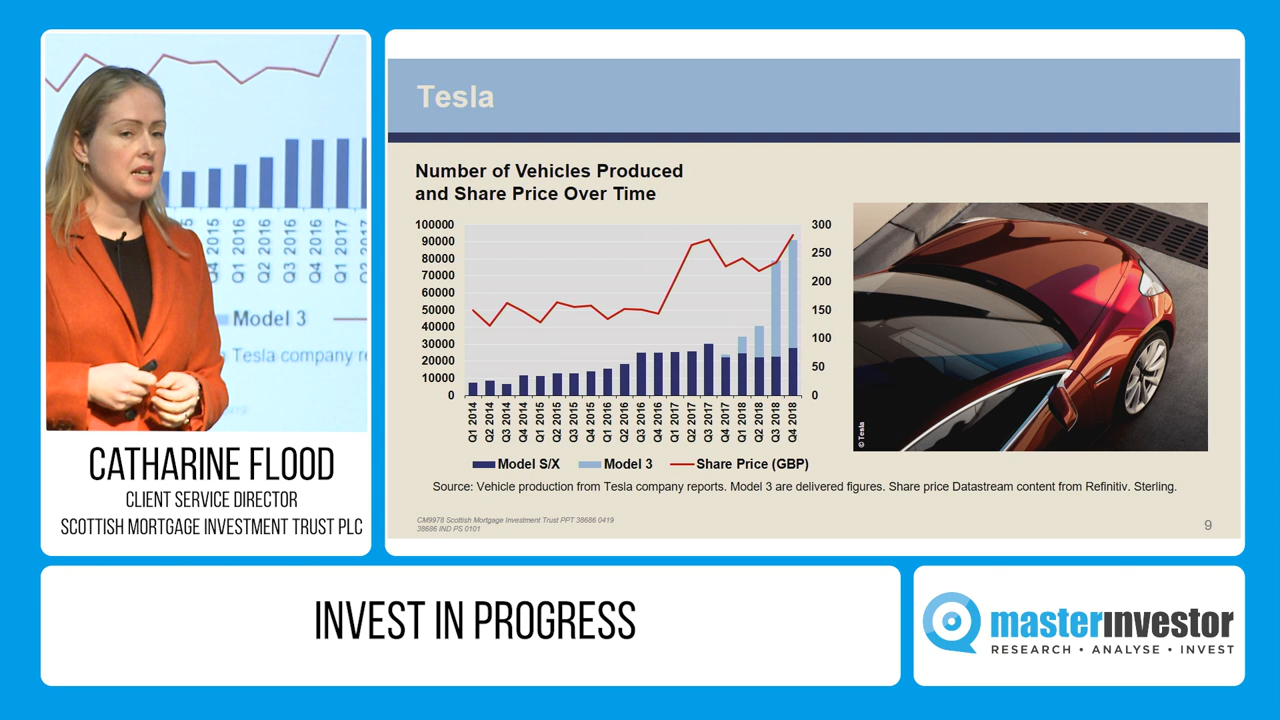 5
Q4 2015
Q1 2016
Q2 2016
Q3 2016
Q4 2016
Q1 2017
Q2 2017
Model 3
Tesla company re
CATHARINE FLOOD
CLIENT SERVICE DIRECTOR
SCOTTISH MORTGAGE INVESTMENT TRUST PLC
Tesla
Number of Vehicles Produced
and Share Price Over Time
100000
90000
80000
70000
60000
50000
40000
30000
20000
10000
0
300
250
200
150
100
50
0
Q1 2014
Q2 2014
Q3 2014
Q4 2014
Q1 2015
Q2 2015
Q3 2015
Q4 2015
Q1 2016
Q2 2016
Q3 2016
Q4 2016
Q1 2017
Q2 2017
Q3 2017
Q4 2017
Q1 2018
Q2 2018
Q3 2018
Q4 2018
Model S/X Model 3 Share Price (GBP)
© Tesla
Source: Vehicle production from Tesla company reports. Model 3 are delivered figures. Share price Datastream content from Refinitiv. Sterling.
CM9978 Scottish Mortgage Investment Trust PPT 38686 0419
38686 IND PS 0101
9
INVEST IN PROGRESS
masterinvestor
RESEARCH • ANALYSE • INVEST